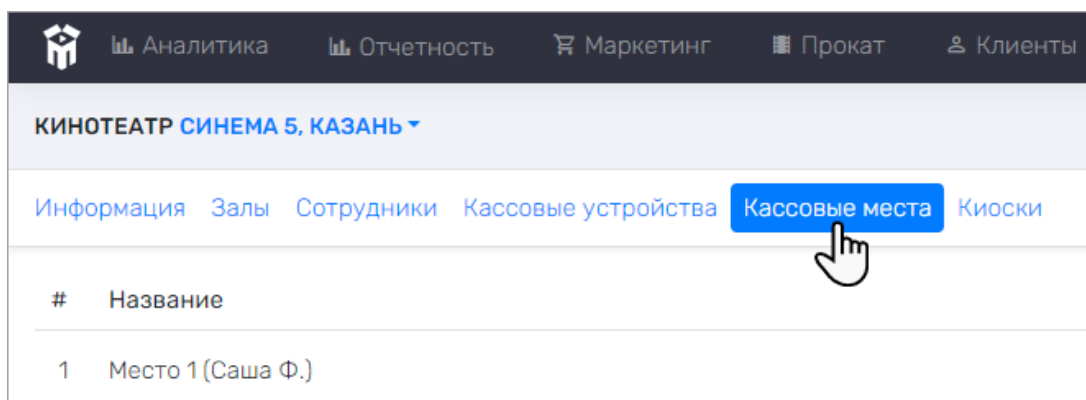 Аналитика Отчетность Маркетинг Прокат Клиенты
КИНОТЕАТР СИНЕМА 5, КАЗАНЬ
Информация Залы Сотрудники Кассовые устройства Кассовые места Киоски
# Название
1 Место 1 (Саша Ф.)